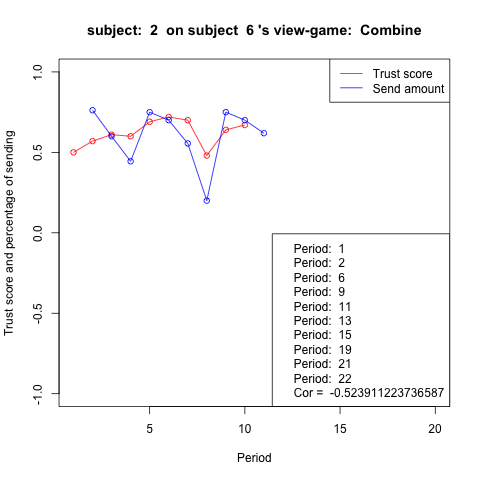 subject:  2  on subject  6 's view-game:  Combine
Trust score
Send amount
Trust score and percentage of sending
1.0
0.5
0.0
-0.5
-1.0
Period:  1
Period:  2
Period:  6
Period:  9
Period:  11
Period:  13
Period:  15
Period:  19
Period:  21
Period:  22
Cor =  -0.523911223736587
5
10
15
20
Period